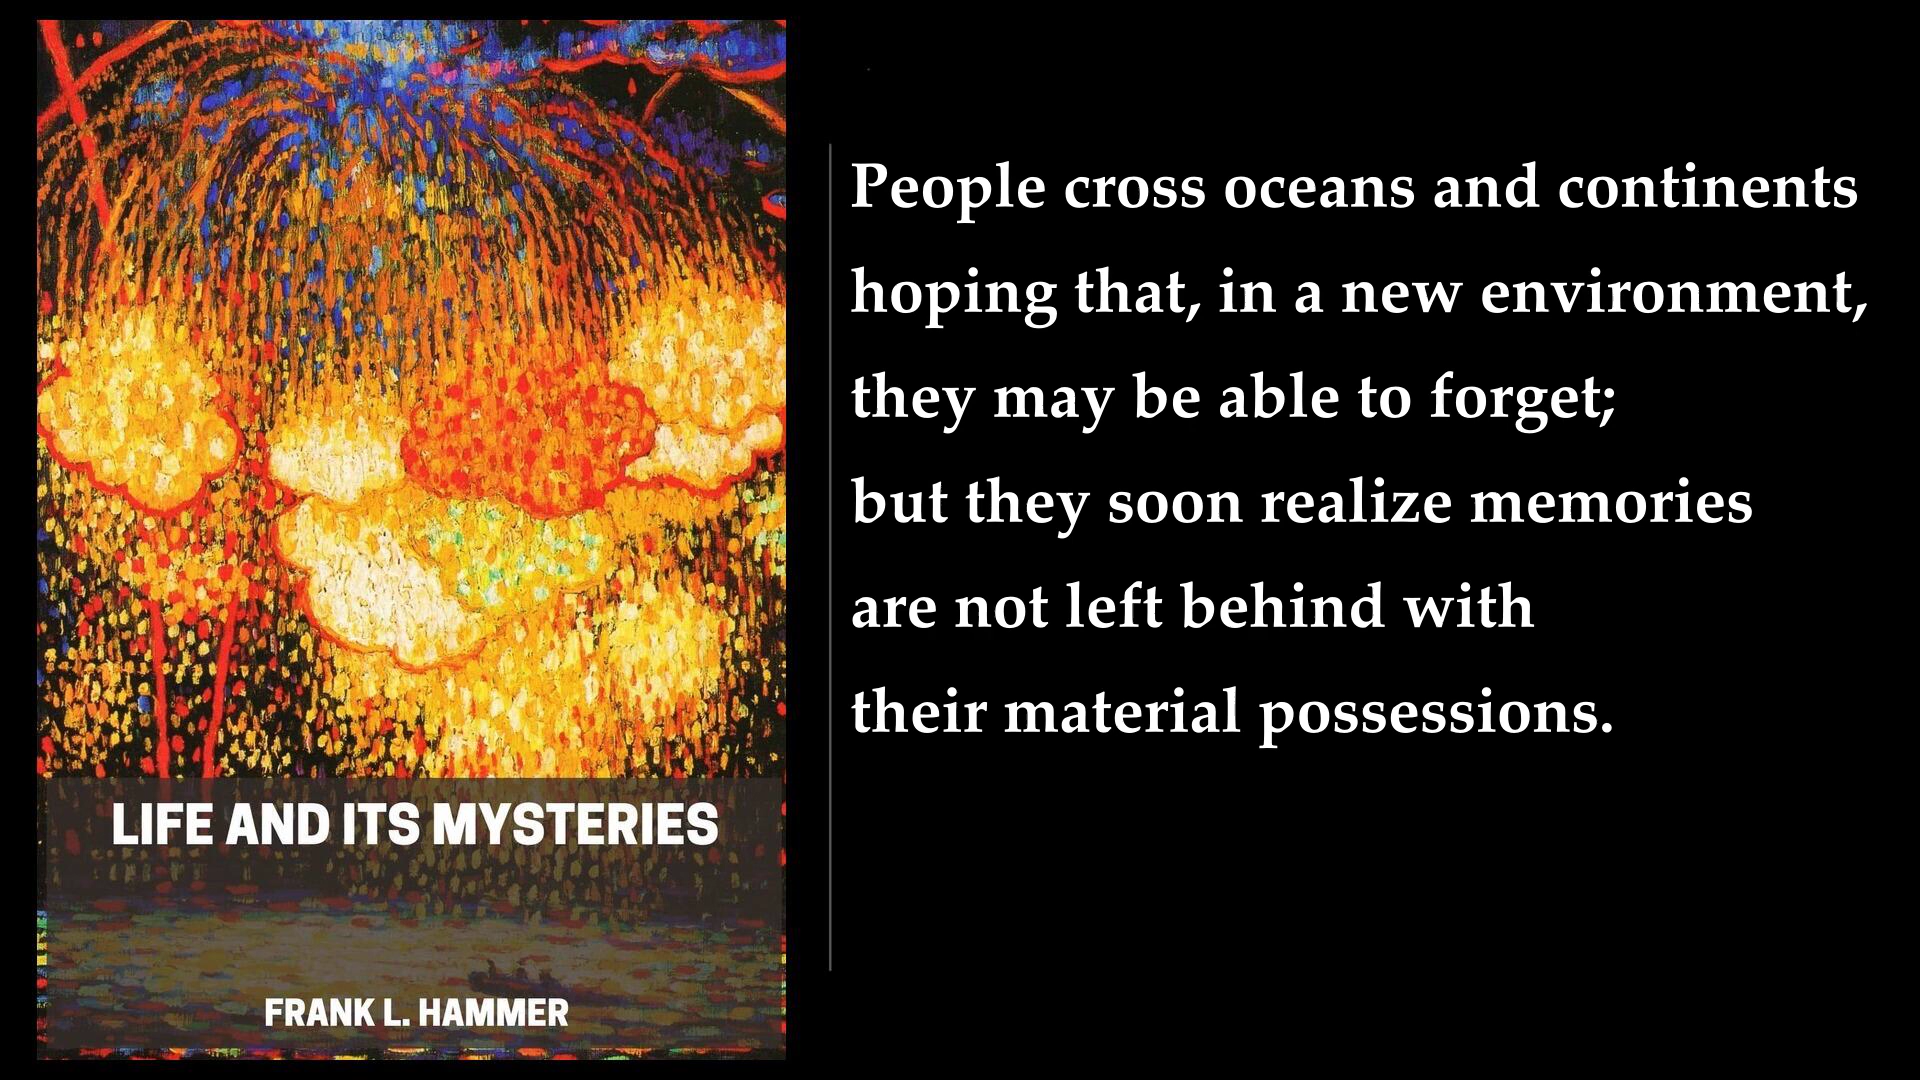 LIFE AND ITS MYSTERIES
FRANK L. HAMMER
People cross oceans and continents
hoping that, in a new environment,
they may be able to forget;
but they soon realize memories
are not left behind with
their material possessions.